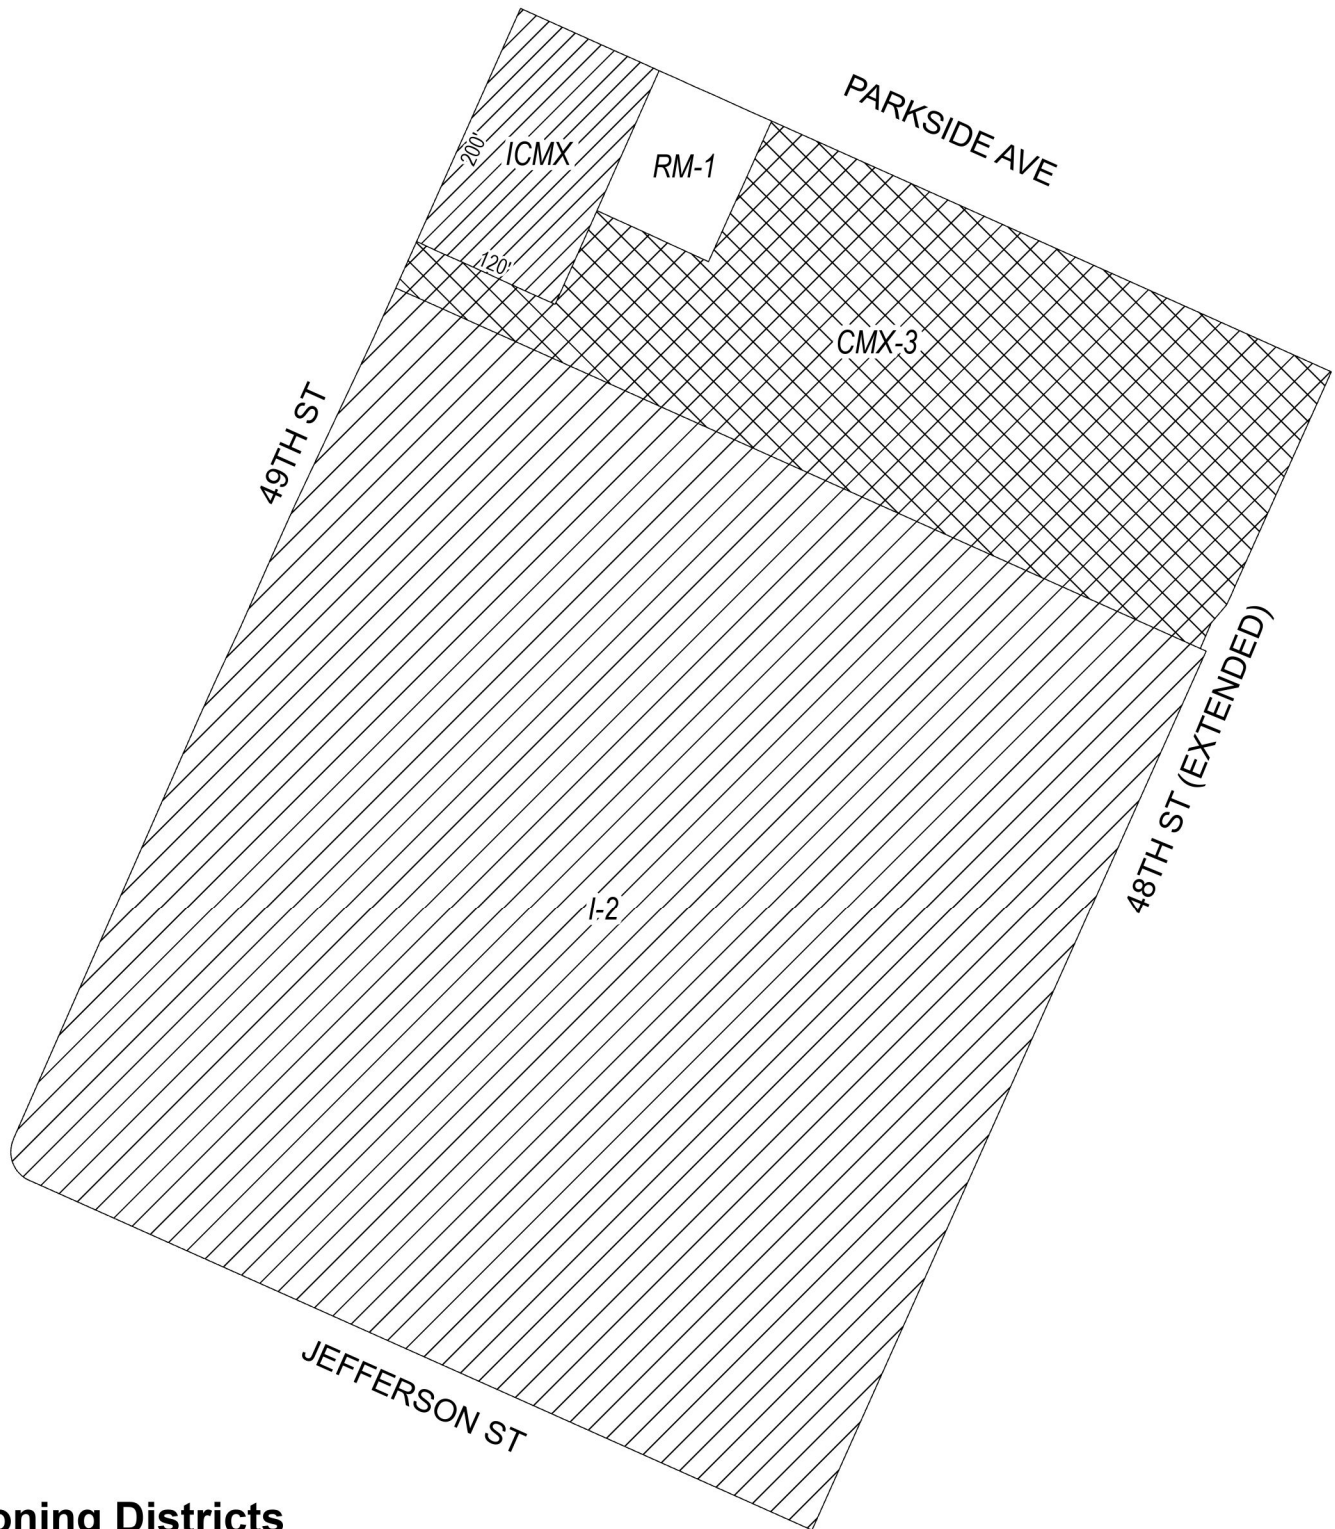 PARKSIDE AVE
200'
ICMX
RM-1
120'
CMX-3
49TH ST
48TH ST (EXTENDED)
I-2
JEFFERSON ST
oning Districts